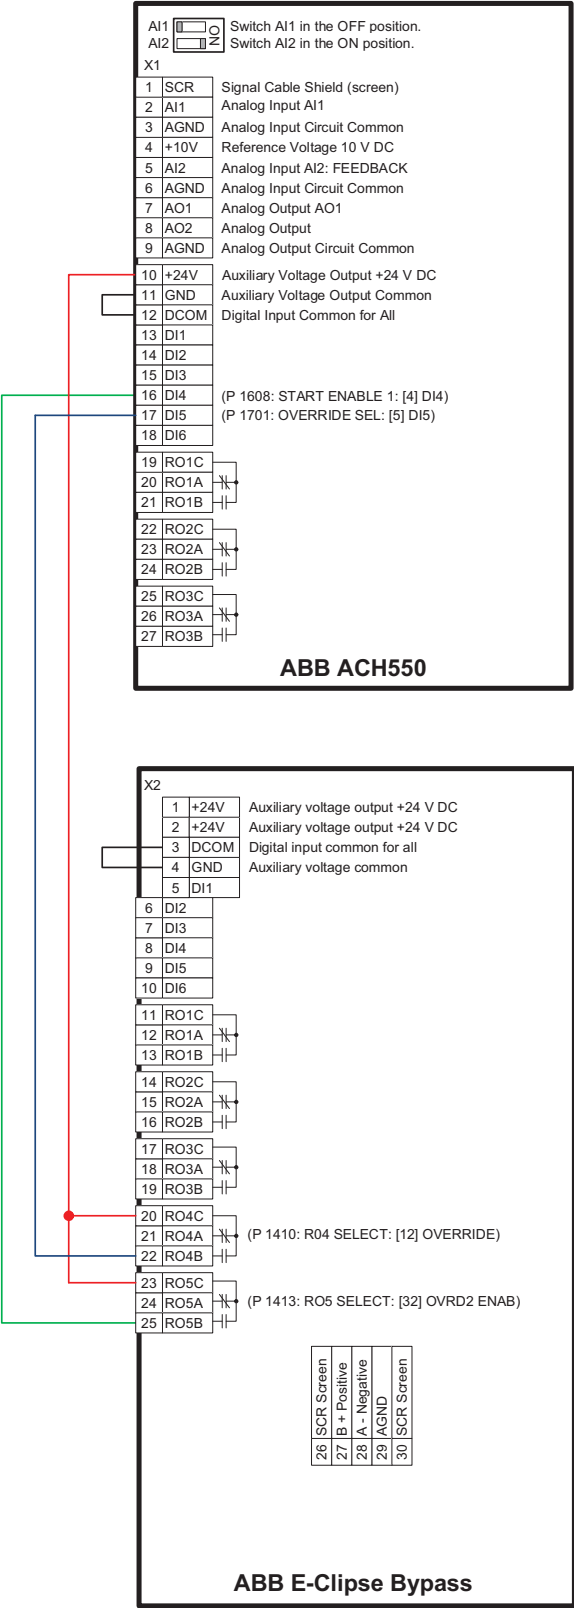 AI1 Switch AI1 in the OFF position.
AI2 Switch AI2 in the ON position.
ON
X1
1 SCR Signal Cable Shield (screen)
2 AI1 Analog Input AI1
3 AGND Analog Input Circuit Common
4 +10V Reference Voltage 10 V DC
5 AI2 Analog Input AI2: FEEDBACK
6 AGND Analog Input Circuit Common
7 AO1 Analog Output AO1
8 AO2 Analog Output
9 AGND Analog Output Circuit Common
10 +24V Auxiliary Voltage Output +24 V DC
11 GND Auxiliary Voltage Output Common
12 DCOM Digital Input Common for All
13 DI1
14 DI2
15 DI3
16 DI4 (P 1608: START ENABLE 1: [4] DI4)
17 DI5 (P 1701: OVERRIDE SEL: [5] DI5)
18 DI6
19 RO1C
20 RO1A
21 RO1B
22 RO2C
23 RO2A
24 RO2B
25 RO3C
26 RO3A
27 RO3B
ABB ACH550
X2
1 +24V Auxiliary voltage output +24 V DC
2 +24V Auxiliary voltage output +24 V DC
3 DCOM Digital input common for all
4 GND Auxiliary voltage common
5 DI1
6 DI2
7 DI3
8 DI4
9 DI5
10 DI6
11 RO1C
12 RO1A
13 RO1B
14 RO2C
15 RO2A
16 RO2B
17 RO3C
18 RO3A
19 RO3B
20 RO4C
21 RO4A (P 1410: R04 SELECT: [12] OVERRIDE)
22 RO4B
23 RO5C
24 RO5A (P 1413: RO5 SELECT: [32] OVRD2 ENAB)
25 RO5B
26 SCR Screen
27 B + Positive
28 A - Negative
29 AGND
30 SCR Screen
ABB E-Clipse Bypass